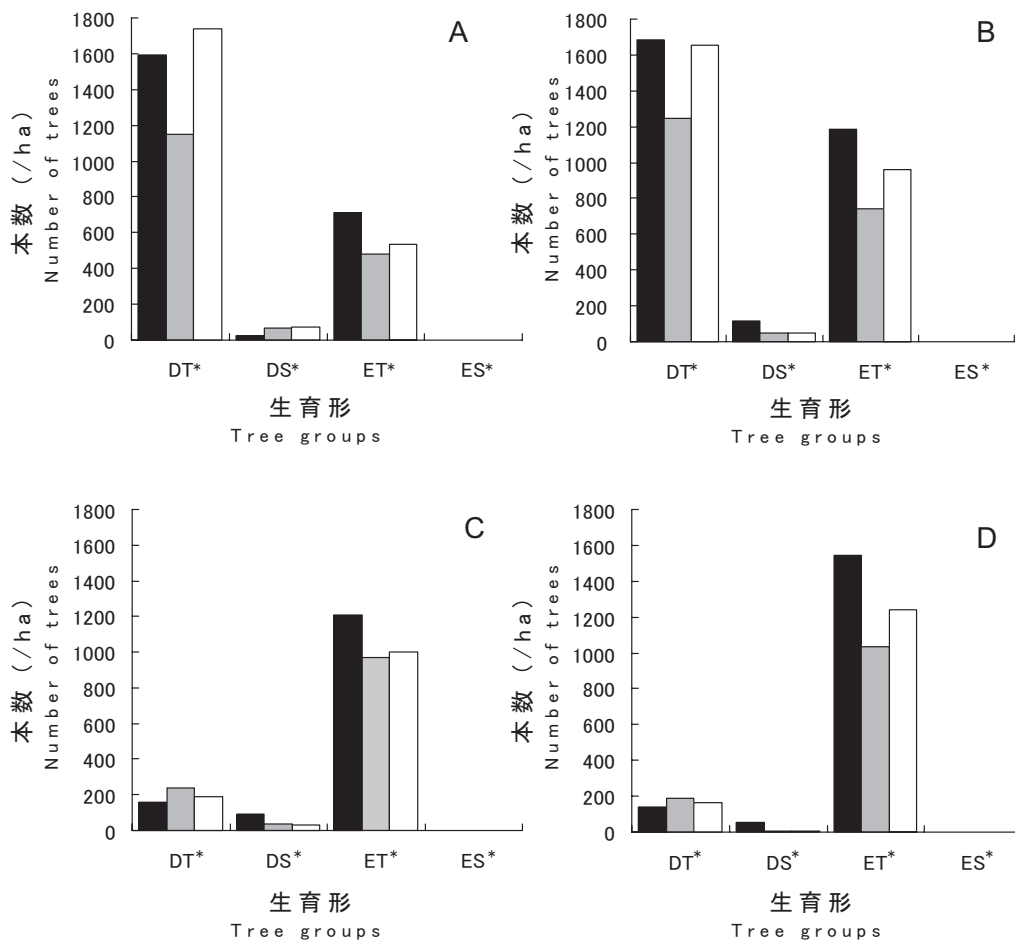 A
1800
1600
1400
1200
1000
800
600
400
200
0
本数 (/ha)
Number of trees
DT* DS* ET* ES*
生育形
Tree groups
B
1800
1600
1400
1200
1000
800
600
400
200
0
本数 (/ha)
Number of trees
DT* DS* ET* ES*
生育形
Tree groups
C
1800
1600
1400
1200
1000
800
600
400
200
0
本数 (/ha)
Number of trees
DT* DS* ET* ES*
生育形
Tree groups
D
1800
1600
1400
1200
1000
800
600
400
200
0
本数 (/ha)
Number of trees
DT* DS* ET* ES*
生育形
Tree groups